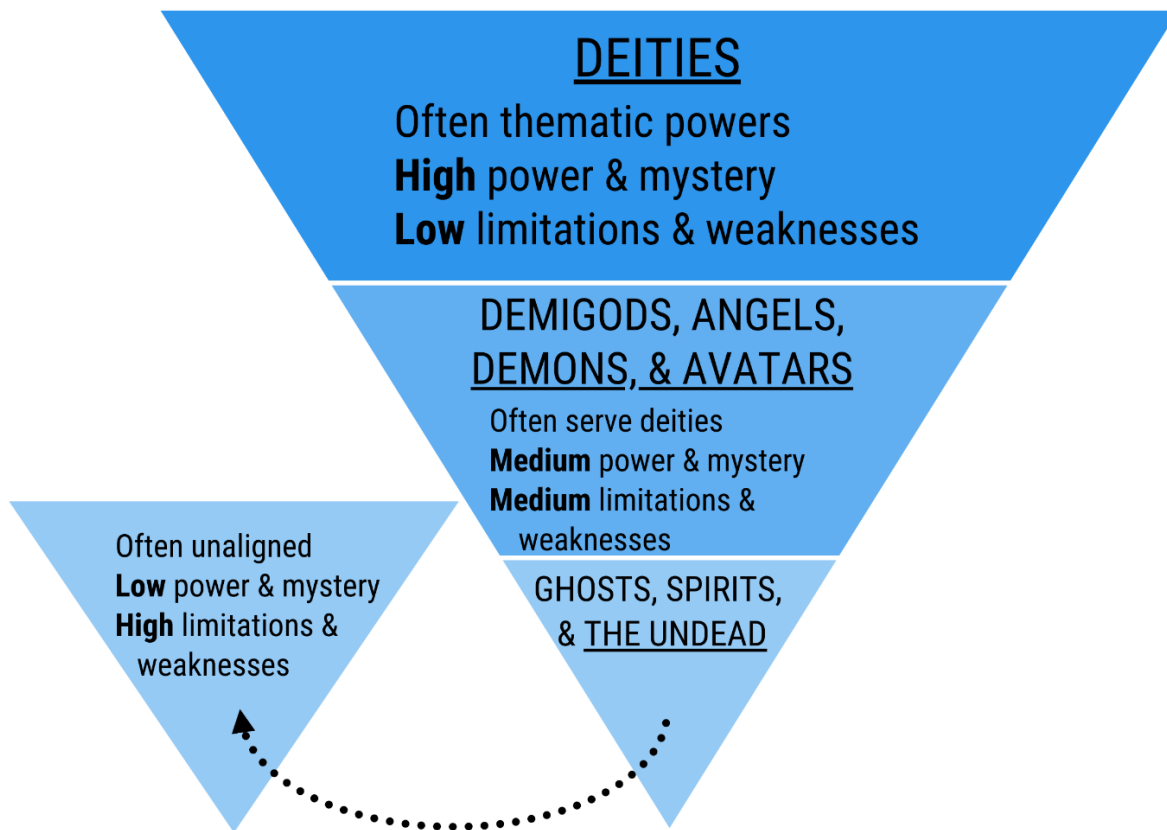 DEITIES
Often thematic powers
High power & mystery
Low limitations & weaknesses
DEMIGODS, ANGELS,
DEMONS, & AVATARS
Often serve deities
Medium power & mystery
Medium limitations &
weaknesses
GHOSTS, SPIRITS,
& THE UNDEAD
Often unaligned
Low power & mystery
High limitations &
weaknesses